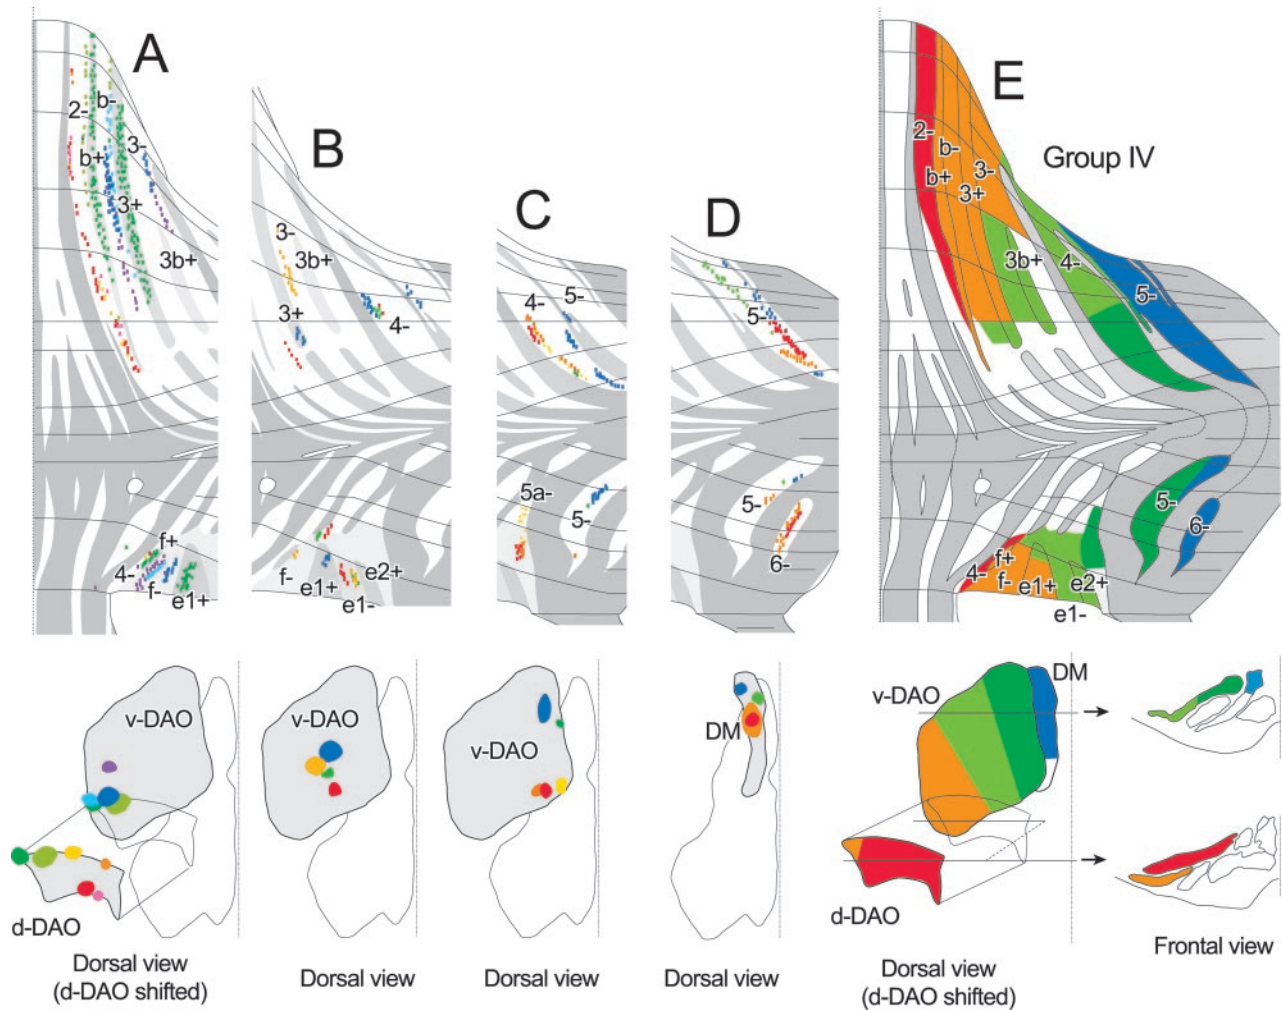 A
2-
b-
b+
3-
3+
3b+
f+
4-
f-
e1+
B
3-
3b+
3+
4-
f-
e1+
e2+
e1-
C
4-
5-
5a-
5-
D
5-
5-
6-
E
Group IV
2-
b-
b+
3-
3+
3b+
4-
5-
5-
6-
f+
4-
f-
e1+
e2+
e1-
v-DAO
d-DAO
Dorsal view
(d-DAO shifted)
v-DAO
Dorsal view
v-DAO
Dorsal view
DM
Dorsal view
v-DAO
DM
d-DAO
Dorsal view
(d-DAO shifted)
Frontal view